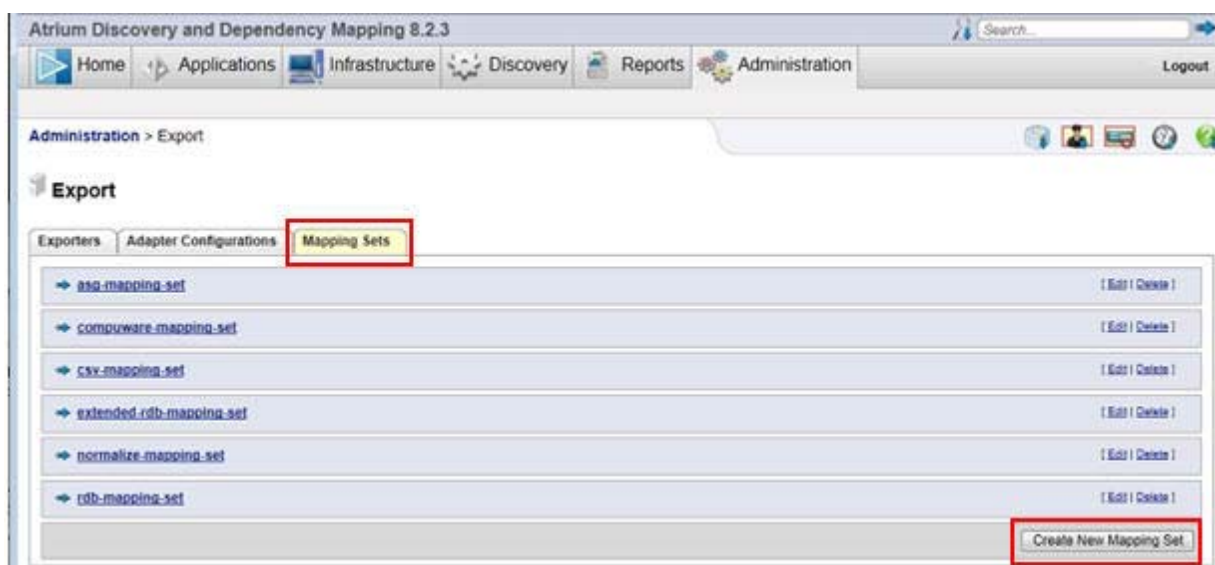 Atrium Discovery and Dependency Mapping 8.2.3
Search...
Home Applications Infrastructure Discovery Reports Administration Logout
Administration > Export
Export
Exporters Adapter Configurations Mapping Sets
asg-mapping-set [ Edit | Delete ]
compuware-mapping-set [ Edit | Delete ]
csv-mapping-set [ Edit | Delete ]
extended-rdb-mapping-set [ Edit | Delete ]
normalize-mapping-set [ Edit | Delete ]
rdb-mapping-set [ Edit | Delete ]
Create New Mapping Set